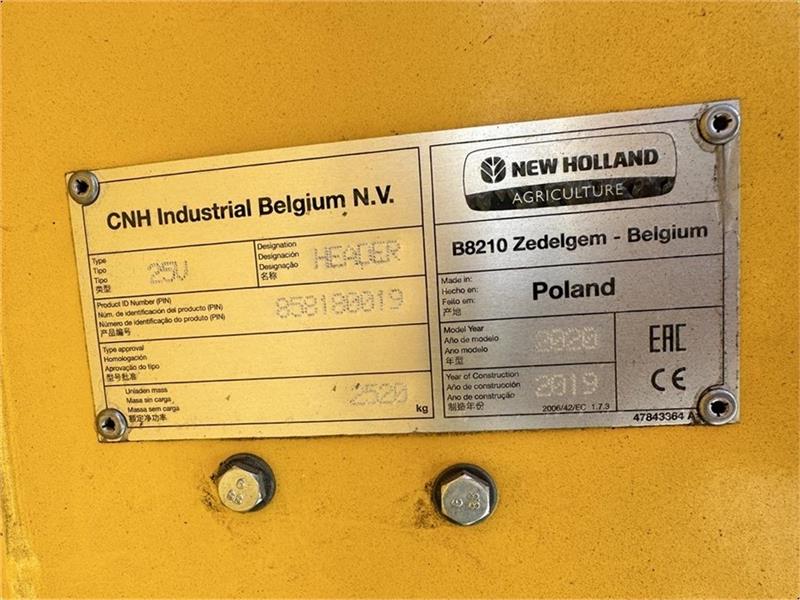 CNH Industrial Belgium N.V.
Type
Tipo
Tipo
类型
25V
Designation
Designación
Designação
名称
HEADER
Product ID Number (PIN)
Núm. de identificación del producto (PIN)
Número de identificação do produto (PIN)
产品编号
858180019
Type approval
Homologación
Aprovação do tipo
型号批准
Unladen mass
Masa sin carga
Massa sem carga
额定净功率
2520
kg
NEW HOLLAND
AGRICULTURE
B8210 Zedelgem - Belgium
Made in:
Hecho en:
Feito em:
产地
Poland
Model Year
Año de modelo
Ano modelo
年型
2020
Year of Construction
Año de construcción
Ano de construção
制造年份
2019
EAC
CE
2006/42/EC 1.7.3
47843364 A